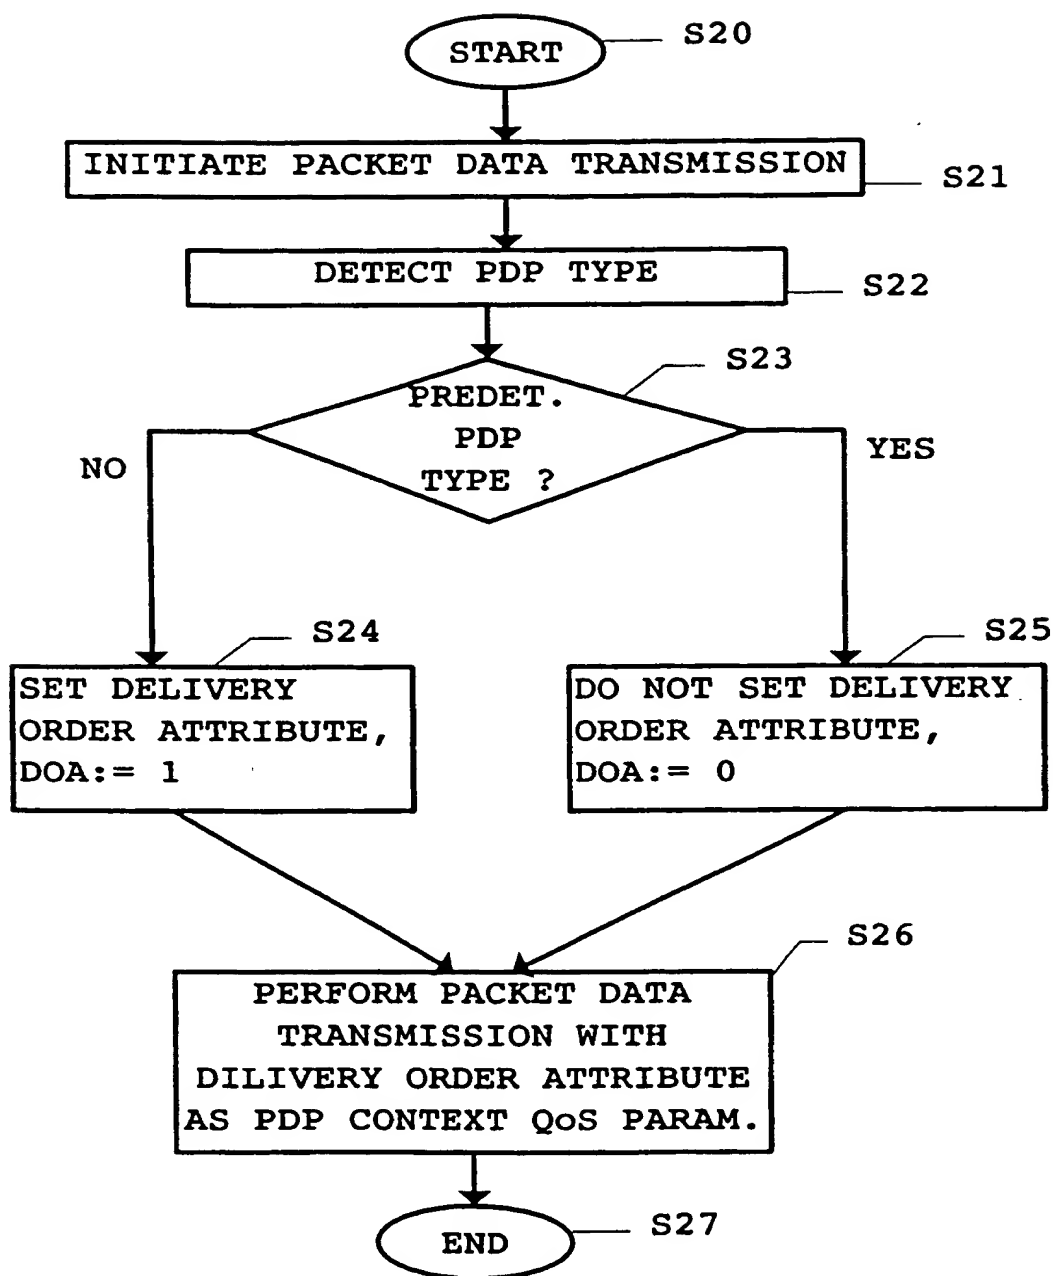 START
S20
INITIATE PACKET DATA TRANSMISSION
S21
DETECT PDP TYPE
S22
S23
PREDET.
PDP
TYPE ?
NO
YES
S24
SET DELIVERY
ORDER ATTRIBUTE,
DOA:= 1
S25
DO NOT SET DELIVERY
ORDER ATTRIBUTE,
DOA:= 0
S26
PERFORM PACKET DATA
TRANSMISSION WITH
DILIVERY ORDER ATTRIBUTE
AS PDP CONTEXT QoS PARAM.
END
S27